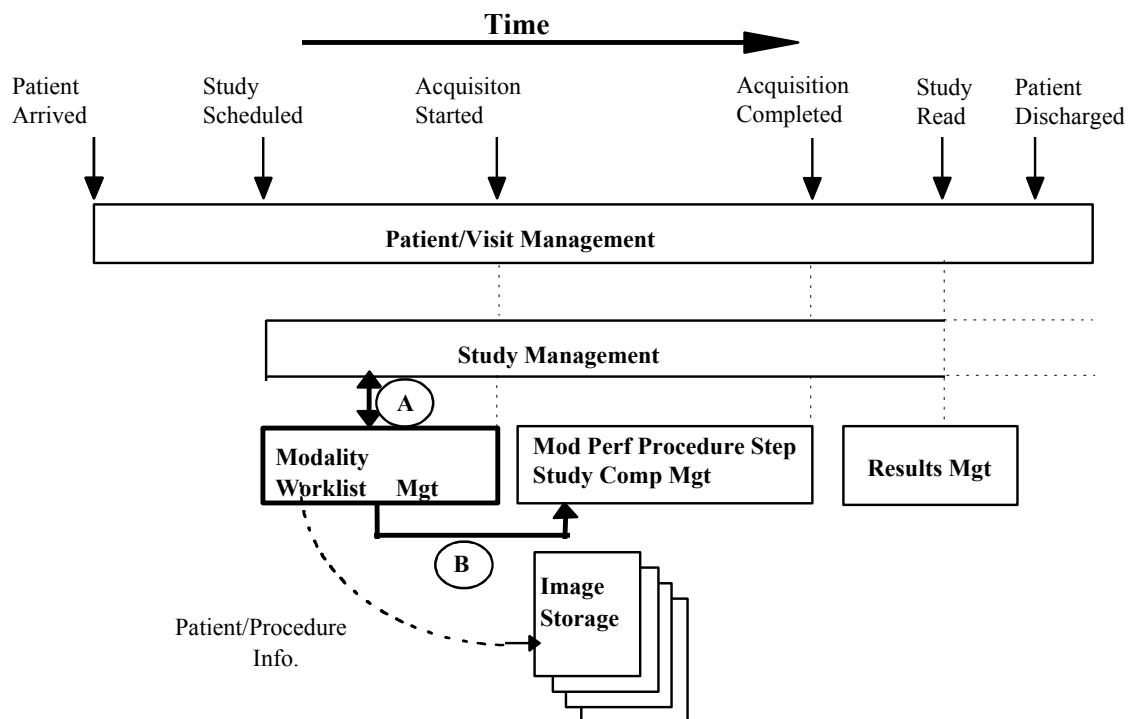 Time
Patient
Arrived
Study
Scheduled
Acquisiton
Started
Acquisition
Completed
Study
Read
Patient
Discharged
Patient/Visit Management
Study Management
A
Modality
Worklist Mgt
Mod Perf Procedure Step
Study Comp Mgt
Results Mgt
B
Image
Storage
Patient/Procedure
Info.